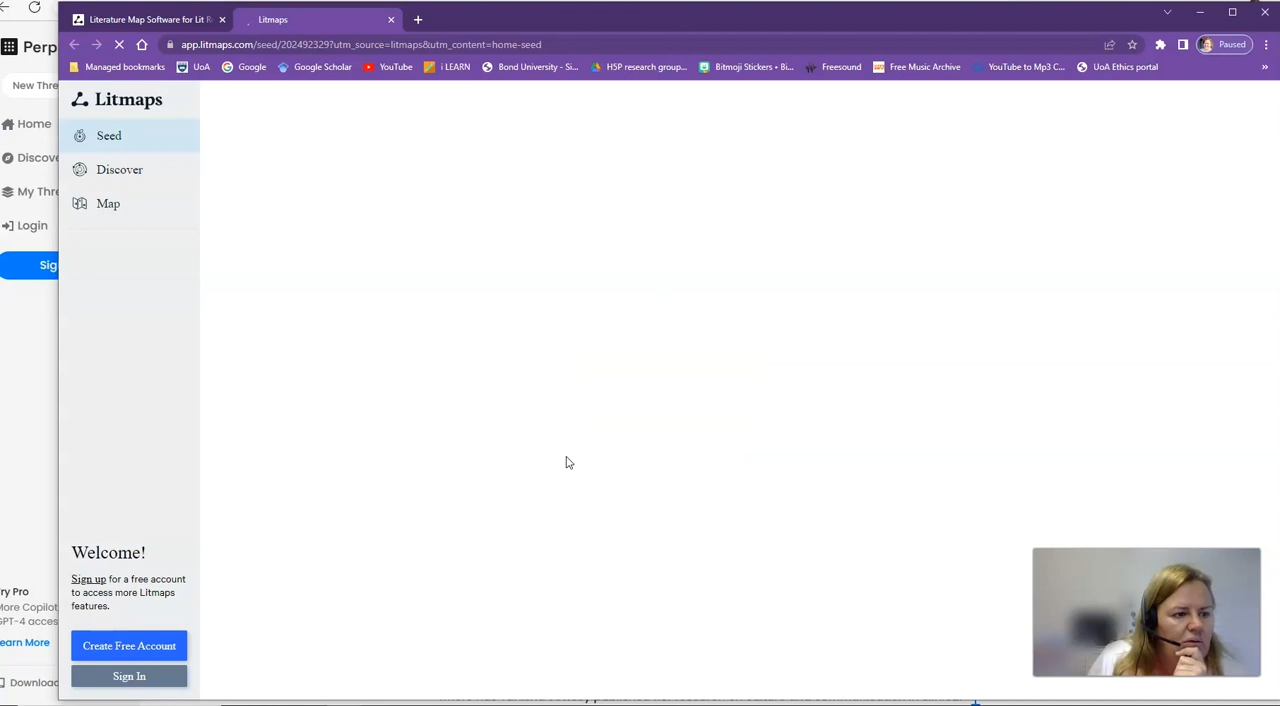 Literature Map Software for Lit R
Litmaps
app.litmaps.com/seed/202492329?utm_source=litmaps&utm_content=home-seed
Paused
Managed bookmarks
UoA
Google
Google Scholar
YouTube
i LEARN
Bond University - Si...
H5P research group...
Bitmoji Stickers • Bi...
Freesound
Free Music Archive
YouTube to Mp3 C...
UoA Ethics portal
»
Perp
New Thre
Home
Discove
My Thre
Login
Sig
Litmaps
Seed
Discover
Map
Welcome!
Sign up for a free account
to access more Litmaps
features.
Create Free Account
Sign In
ry Pro
More Copilot
GPT-4 acces
earn More
Download